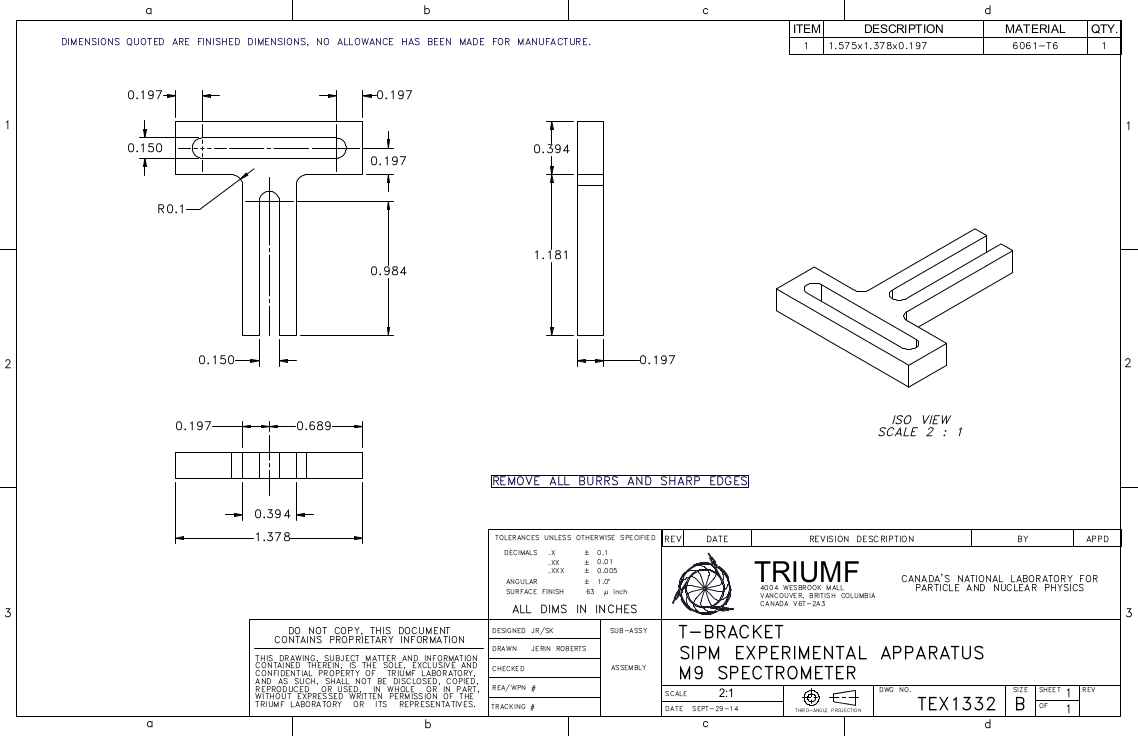 a b c d
DIMENSIONS QUOTED ARE FINISHED DIMENSIONS, NO ALLOWANCE HAS BEEN MADE FOR MANUFACTURE.
ITEM DESCRIPTION MATERIAL QTY.
1 1.575x1.378x0.197 6061-T6 1
0.197 0.197
1 1
0.150
0.394
0.197
R0.1
1.181
0.984
0.150
0.197
2 2
0.197 0.689
ISO VIEW
SCALE 2 : 1
REMOVE ALL BURRS AND SHARP EDGES
0.394
1.378
TOLERANCES UNLESS OTHERWISE SPECIFIED
DECIMALS .X ± 0.1
.XX ± 0.01
.XXX ± 0.005
ANGULAR ± 1.0°
SURFACE FINISH 63 µ inch
ALL DIMS IN INCHES
REV DATE REVISION DESCRIPTION BY APPD
TRIUMF
4004 WESBROOK MALL
VANCOUVER, BRITISH COLUMBIA
CANADA V6T-2A3
CANADA'S NATIONAL LABORATORY FOR
PARTICLE AND NUCLEAR PHYSICS
3 3
DO NOT COPY, THIS DOCUMENT
CONTAINS PROPRIETARY INFORMATION
THIS DRAWING, SUBJECT MATTER AND INFORMATION
CONTAINED THEREIN, IS THE SOLE, EXCLUSIVE AND
CONFIDENTIAL PROPERTY OF TRIUMF LABORATORY,
AND AS SUCH, SHALL NOT BE DISCLOSED, COPIED,
REPRODUCED OR USED, IN WHOLE OR IN PART,
WITHOUT EXPRESSED WRITTEN PERMISSION OF THE
TRIUMF LABORATORY OR ITS REPRESENTATIVES.
DESIGNED JR/SK
DRAWN JERIN ROBERTS
CHECKED
REA/WPN #
TRACKING #
SUB-ASSY
ASSEMBLY
T-BRACKET
SIPM EXPERIMENTAL APPARATUS
M9 SPECTROMETER
SCALE 2:1
DATE SEPT-29-14
THIRD-ANGLE PROJECTION
DWG NO.
TEX1332
SIZE
B
SHEET 1
OF 1
REV
a b c d